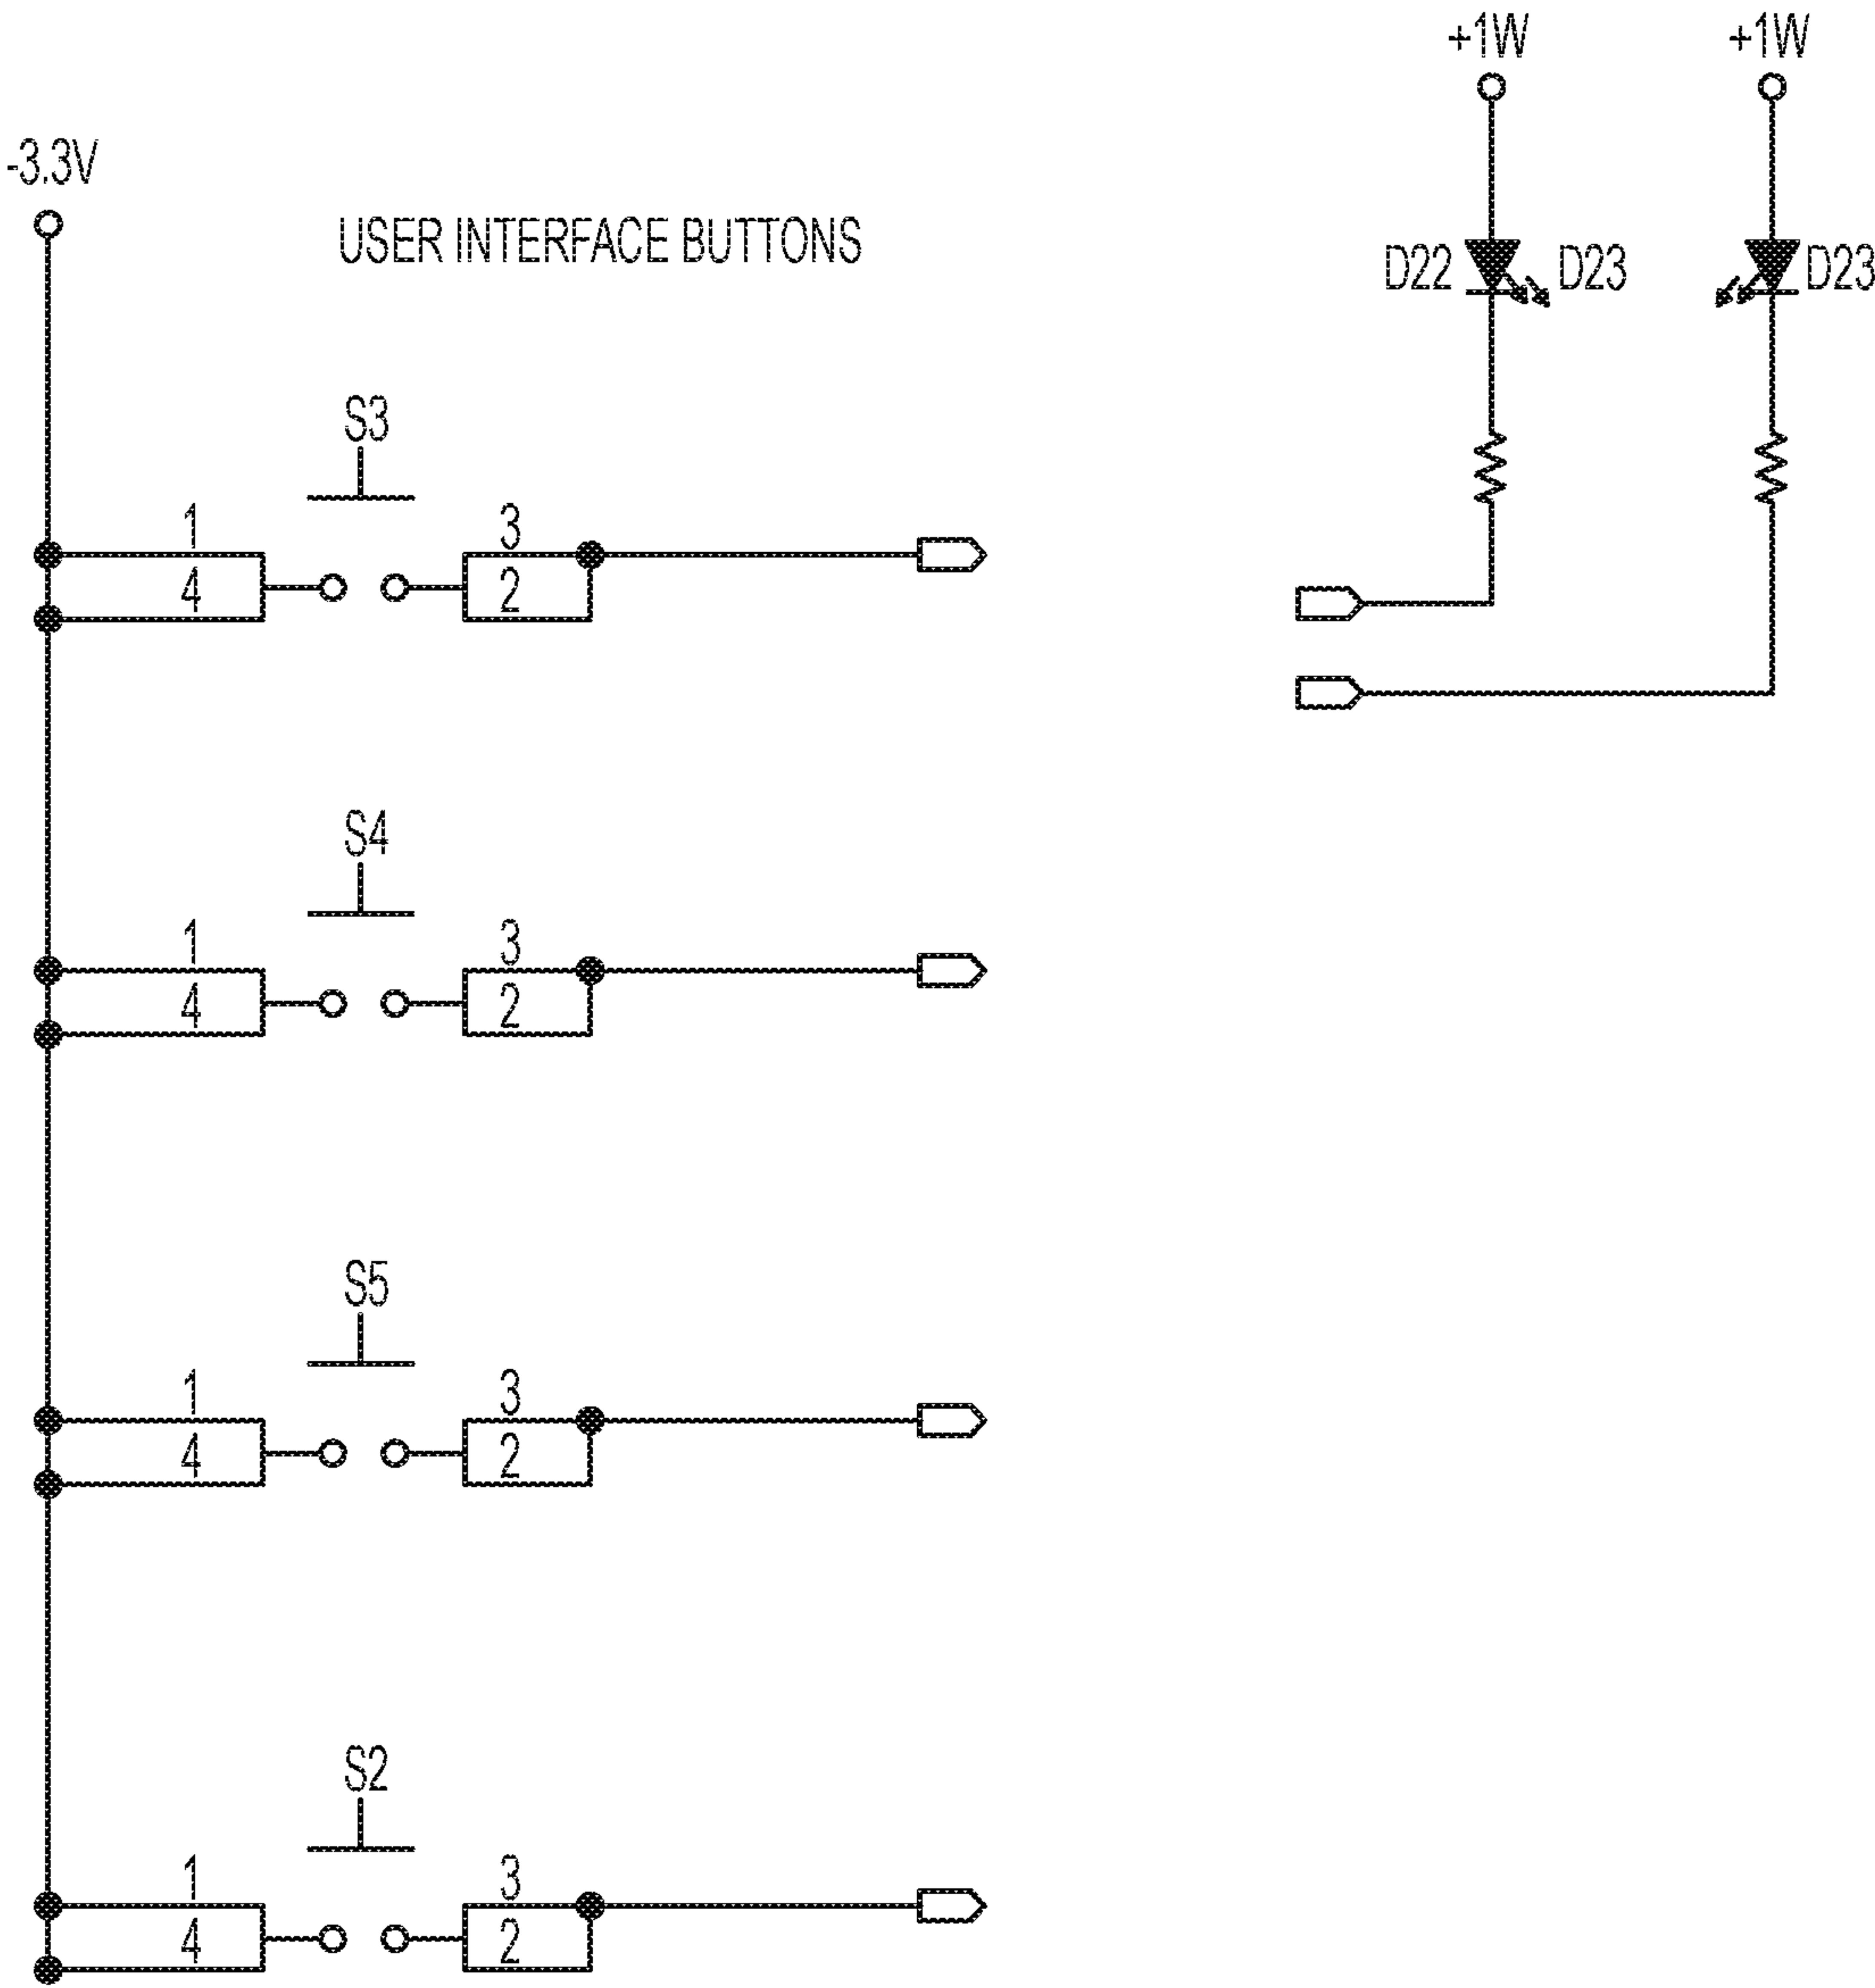 +1W +1W
-3.3V
USER INTERFACE BUTTONS
D22 D23 D23
S3
1 3
4 2
S4
1 3
4 2
S5
1 3
4 2
S2
1 3
4 2